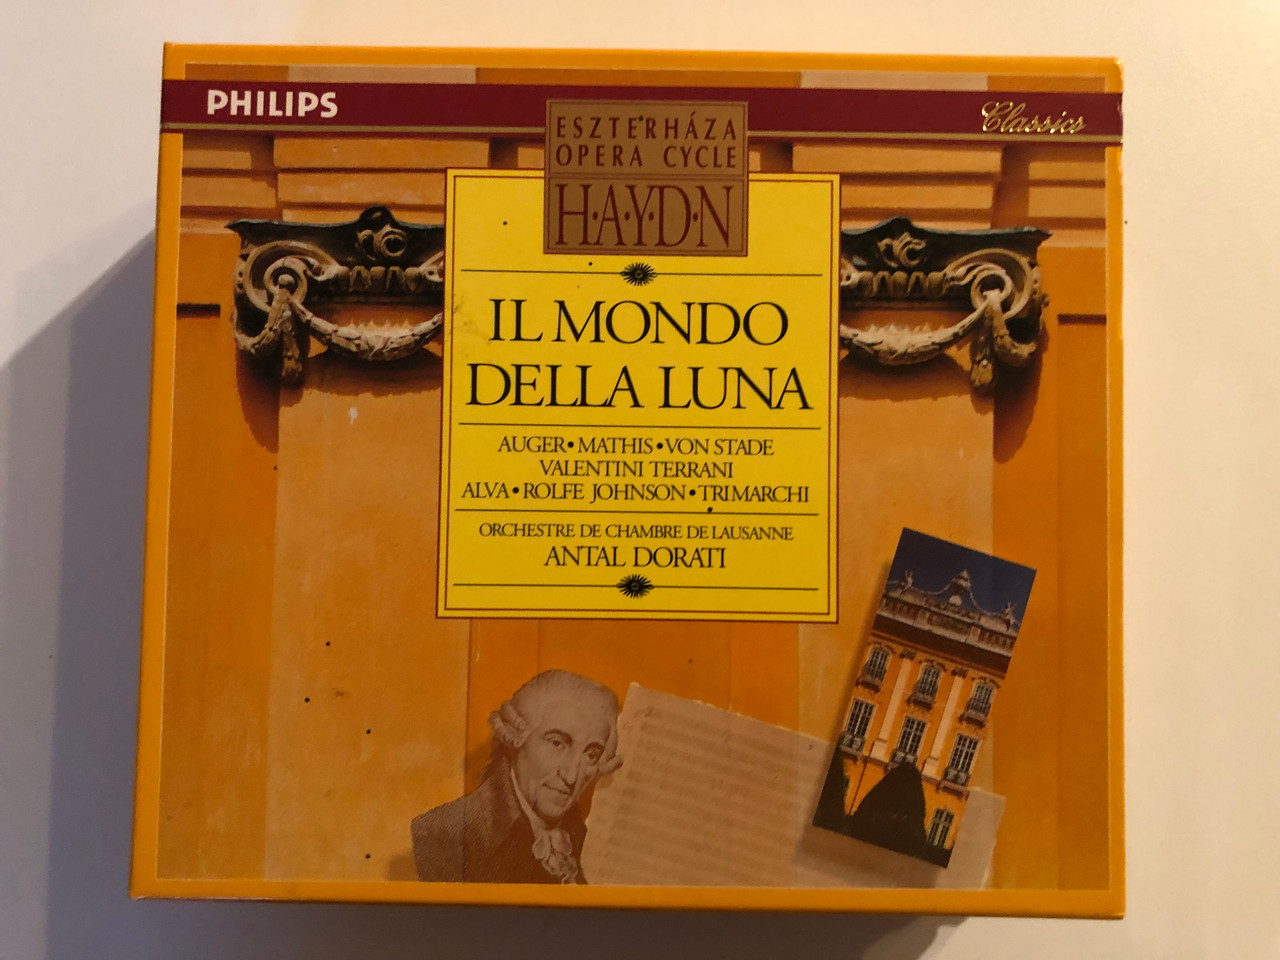 PHILIPS
Classics
ESZTERHÁZA
OPERA CYCLE
H·A·Y·D·N
IL MONDO
DELLA LUNA
AUGER•MATHIS•VON STADE
VALENTINI TERRANI
ALVA•ROLFE JOHNSON•TRIMARCHI
ORCHESTRE DE CHAMBRE DE LAUSANNE
ANTAL DORATI